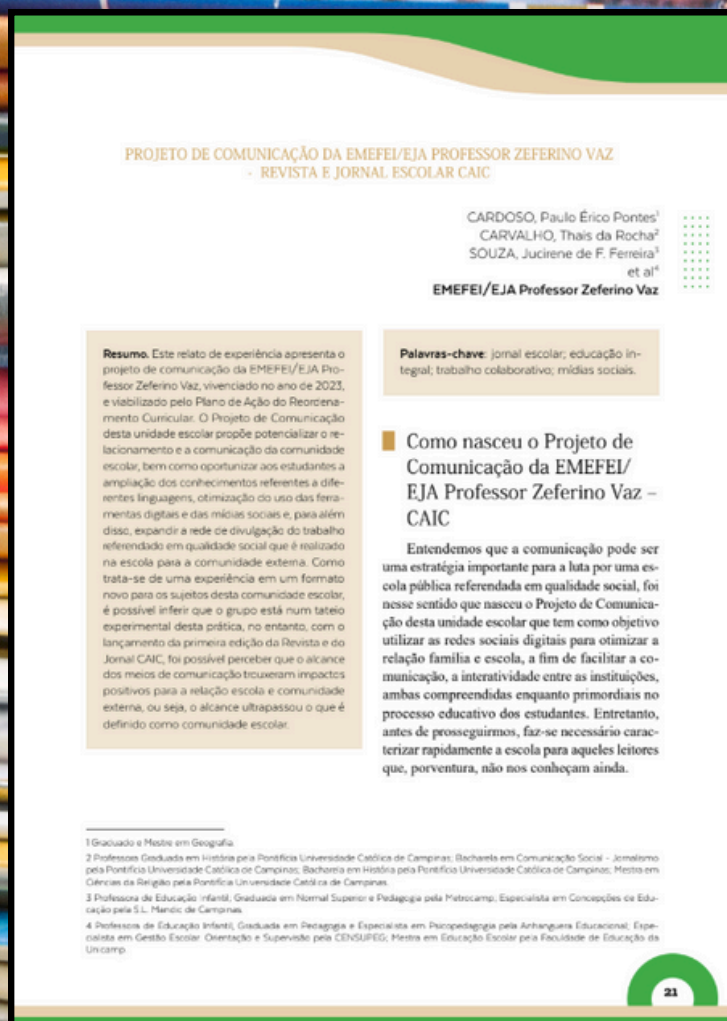 PROJETO DE COMUNICAÇÃO DA EMEFEI/EJA PROFESSOR ZEFERINO VAZ
- REVISTA E JORNAL ESCOLAR CAIC
CARDOSO, Paulo Érico Pontes¹
CARVALHO, Thais da Rocha²
SOUZA, Jucirene de F. Ferreira³
et al⁴
EMEFEI/EJA Professor Zeferino Vaz
Resumo. Este relato de experiência apresenta o
projeto de comunicação da EMEFEI/EJA Pro-
fessor Zeferino Vaz, vivenciado no ano de 2023,
e viabilizado pelo Plano de Ação do Reordena-
mento Curricular. O Projeto de Comunicação
desta unidade escolar propõe potencializar o re-
lacionamento e a comunicação da comunidade
escolar, bem como oportunizar aos estudantes a
ampliação dos conhecimentos referentes a dife-
rentes linguagens, otimização do uso das ferra-
mentas digitais e das mídias sociais e, para além
disso, expandir a rede de divulgação do trabalho
referendado em qualidade social que é realizado
na escola para a comunidade externa. Como
trata-se de uma experiência em um formato
novo para os sujeitos desta comunidade escolar,
é possível inferir que o grupo está num tateio
experimental desta prática, no entanto, com o
lançamento da primeira edição da Revista e do
Jornal CAIC, foi possível perceber que o alcance
dos meios de comunicação trouxeram impactos
positivos para a relação escola e comunidade
externa, ou seja, o alcance ultrapassou o que é
definido como comunidade escolar.
Palavras-chave: jornal escolar; educação in-
tegral; trabalho colaborativo; mídias sociais.
Como nasceu o Projeto de
Comunicação da EMEFEI/
EJA Professor Zeferino Vaz –
CAIC
Entendemos que a comunicação pode ser
uma estratégia importante para a luta por uma es-
cola pública referendada em qualidade social, foi
nesse sentido que nasceu o Projeto de Comunica-
ção desta unidade escolar que tem como objetivo
utilizar as redes sociais digitais para otimizar a
relação família e escola, a fim de facilitar a co-
municação, a interatividade entre as instituições,
ambas compreendidas enquanto primordiais no
processo educativo dos estudantes. Entretanto,
antes de prosseguirmos, faz-se necessário carac-
terizar rapidamente a escola para aqueles leitores
que, porventura, não nos conheçam ainda.
1 Graduado e Mestre em Geografia.
2 Professora Graduada em História pela Pontifícia Universidade Católica de Campinas; Bacharela em Comunicação Social - Jornalismo
pela Pontifícia Universidade Católica de Campinas; Bacharela em História pela Pontifícia Universidade Católica de Campinas; Mestra em
Ciências da Religião pela Pontifícia Universidade Católica de Campinas.
3 Professora de Educação Infantil, Graduada em Normal Superior e Pedagogia pela Metrocamp; Especialista em Concepções de Edu-
cação pela S.L. Mandic de Campinas
4 Professora de Educação Infantil, Graduada em Pedagogia e Especialista em Psicopedagogia pela Anhanguera Educacional; Espe-
cialista em Gestão Escolar: Orientação e Supervisão pela CENSUPEG; Mestra em Educação Escolar pela Faculdade de Educação da
Unicamp.
21